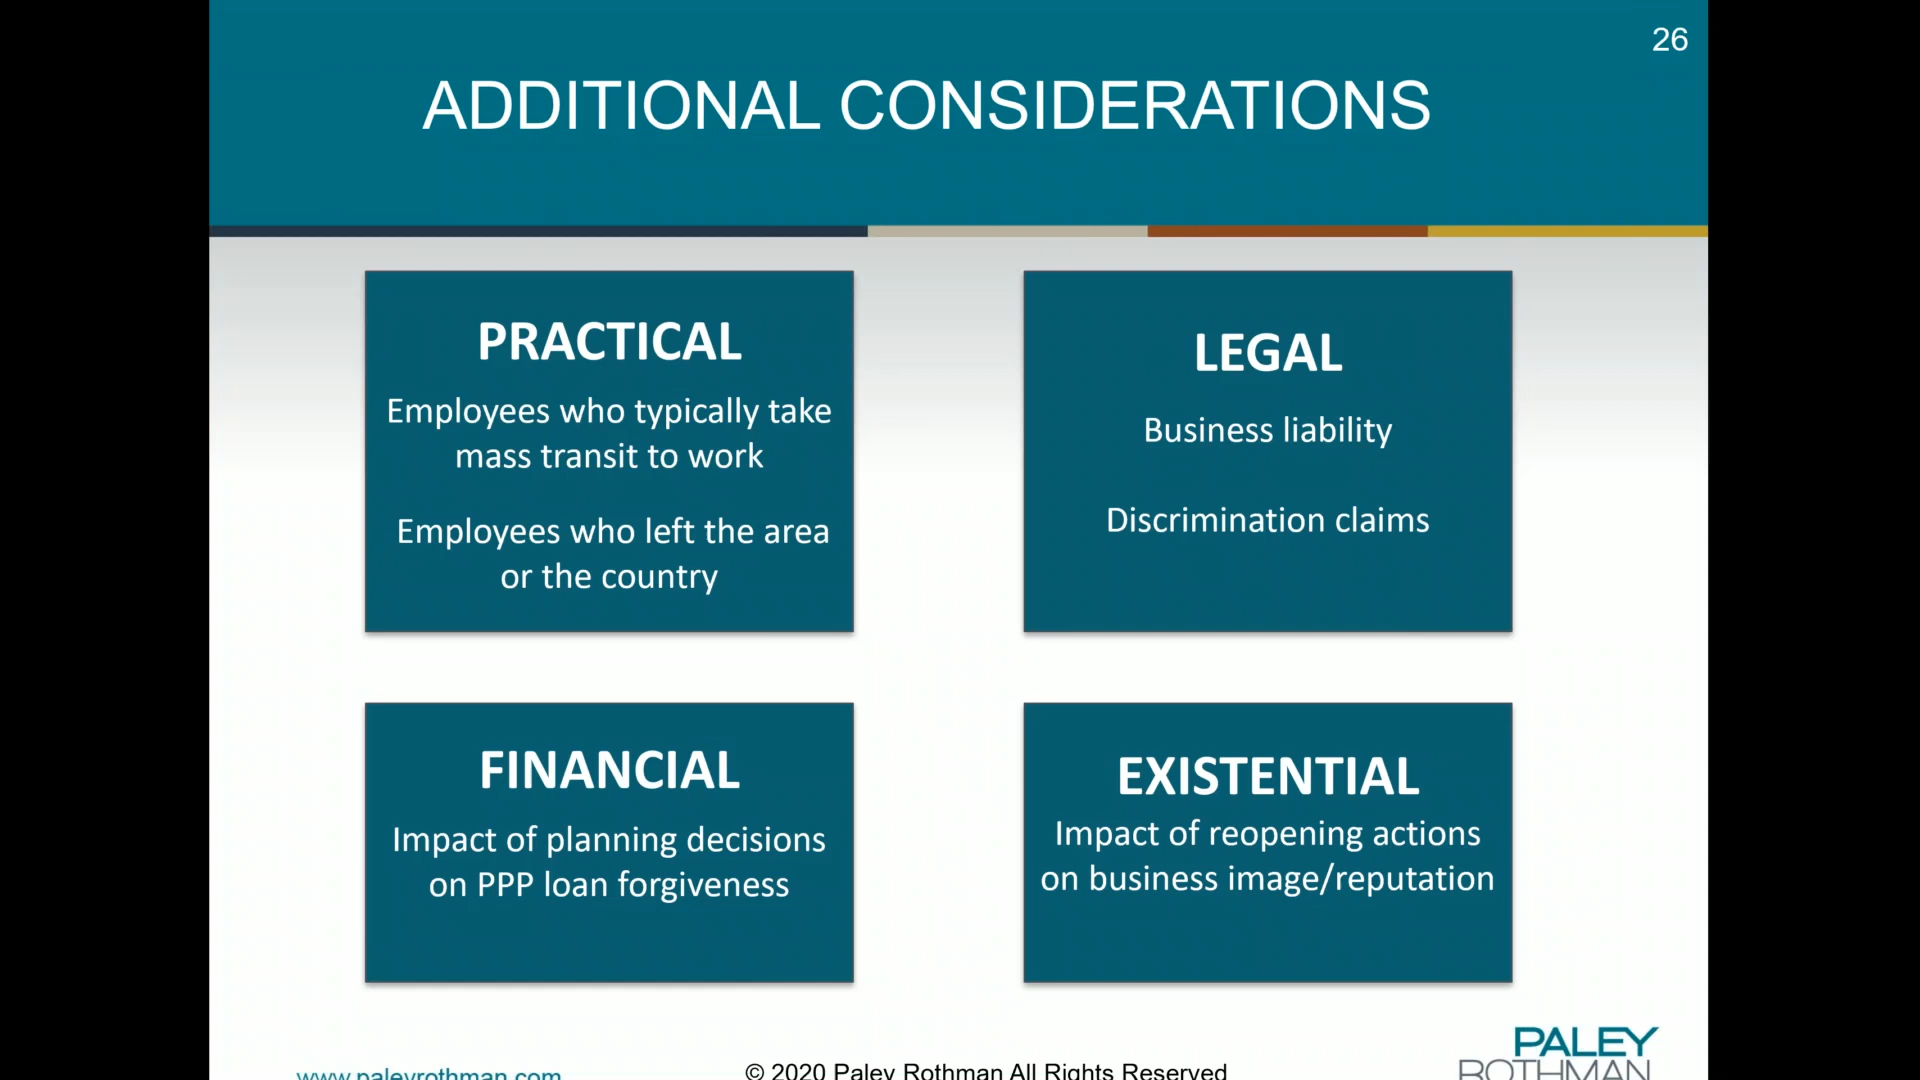 26
ADDITIONAL CONSIDERATIONS
PRACTICAL
Employees who typically take
mass transit to work
Employees who left the area
or the country
LEGAL
Business liability
Discrimination claims
FINANCIAL
Impact of planning decisions
on PPP loan forgiveness
EXISTENTIAL
Impact of reopening actions
on business image/reputation
www.paleyrothman.com
© 2020 Paley Rothman All Rights Reserved
PALEY
ROTHMAN